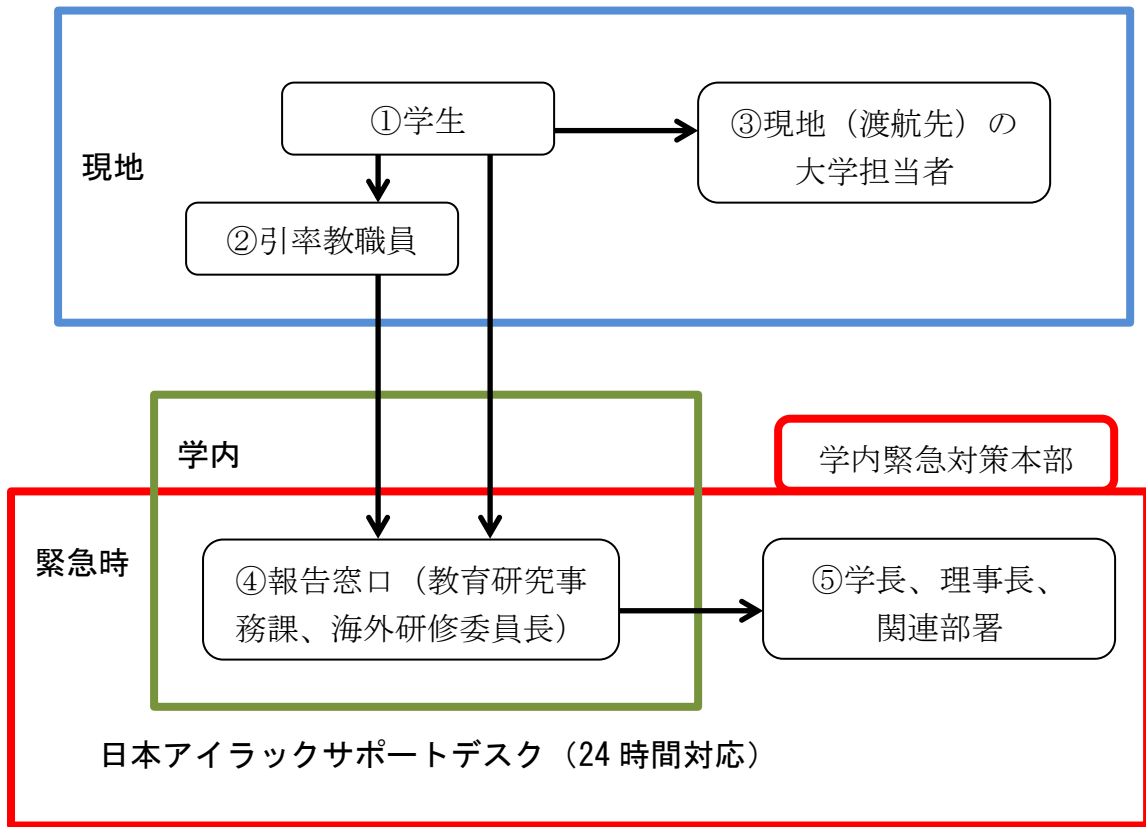 ①学生
③現地（渡航先）の
大学担当者
現地
②引率教職員
学内
学内緊急対策本部
緊急時
④報告窓口（教育研究事
務課、海外研修委員長）
⑤学長、理事長、
関連部署
日本アイラックサポートデスク（24 時間対応）